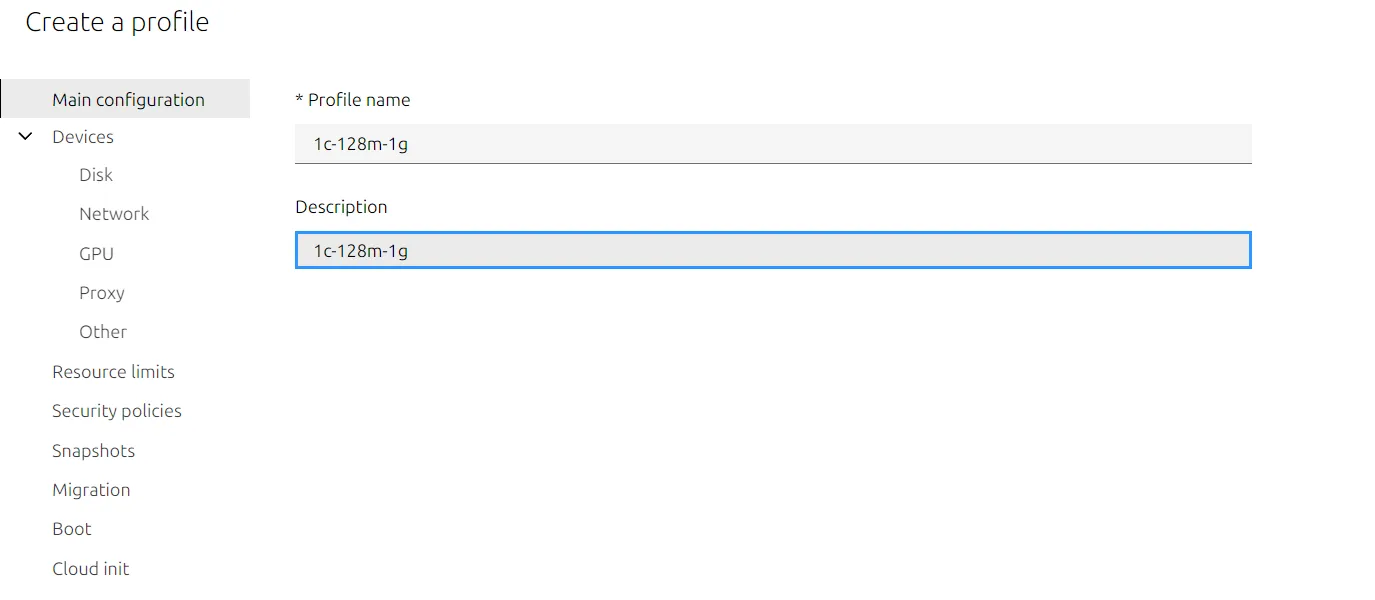 Create a profile
Main configuration
Devices
Disk
Network
GPU
Proxy
Other
Resource limits
Security policies
Snapshots
Migration
Boot
Cloud init
* Profile name
1c-128m-1g
Description
1c-128m-1g